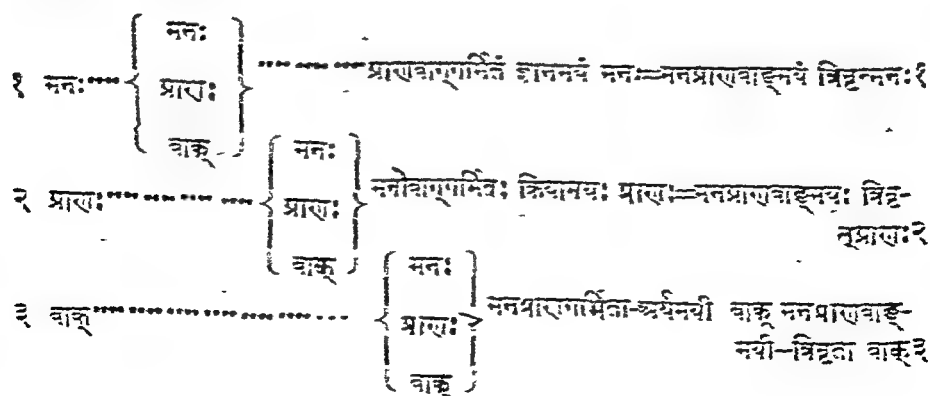 मनः
१ मनः ···· { प्राणः } ······ प्राणवाग्गर्मितं ज्ञानमयं मनः=मनप्राणवाङ्मयं त्रिवृन्मनः१
वाक्
मनः
२ प्राणः ·········· { प्राणः } मनोवाग्गर्मितः क्रियामयः प्राणः=मनप्राणवाङ्मयः त्रिवृ-
त्प्राणः२
वाक्
मनः
३ वाक् ················ { प्राणः } मनप्राणगर्मिता-अर्थमयी वाक् मनप्राणवाङ्-
मयी-त्रिवृता वाक्३
वाक्